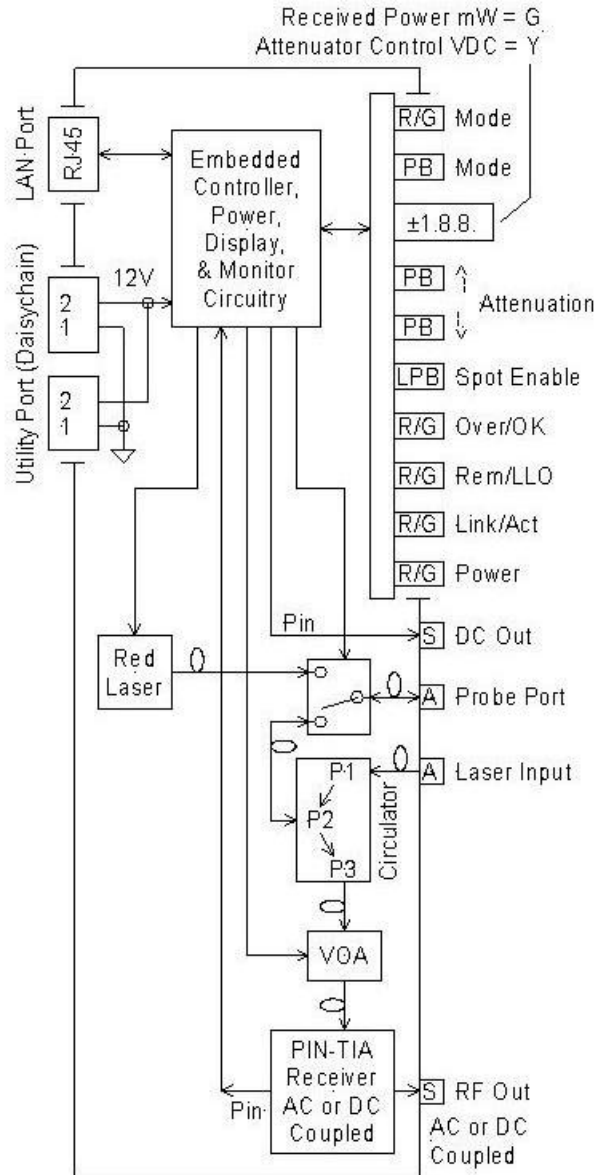 Received Power mW = G
Attenuator Control VDC = Y
LAN Port
RJ-45
Embedded
Controller,
Power,
Display,
& Monitor
Circuitry
R/G Mode
PB Mode
±1.8.8.
PB
Attenuation
PB
LPB Spot Enable
R/G Over/OK
R/G Rem/LLO
R/G Link/Act
R/G Power
12V
Utility Port (Daisychain)
2
1
2
1
Pin
S DC Out
Red
Laser
A Probe Port
A Laser Input
P1
P2
P3
Circulator
VOA
PIN-TIA
Receiver
AC or DC
Coupled
Pin
S RF Out
AC or DC
Coupled